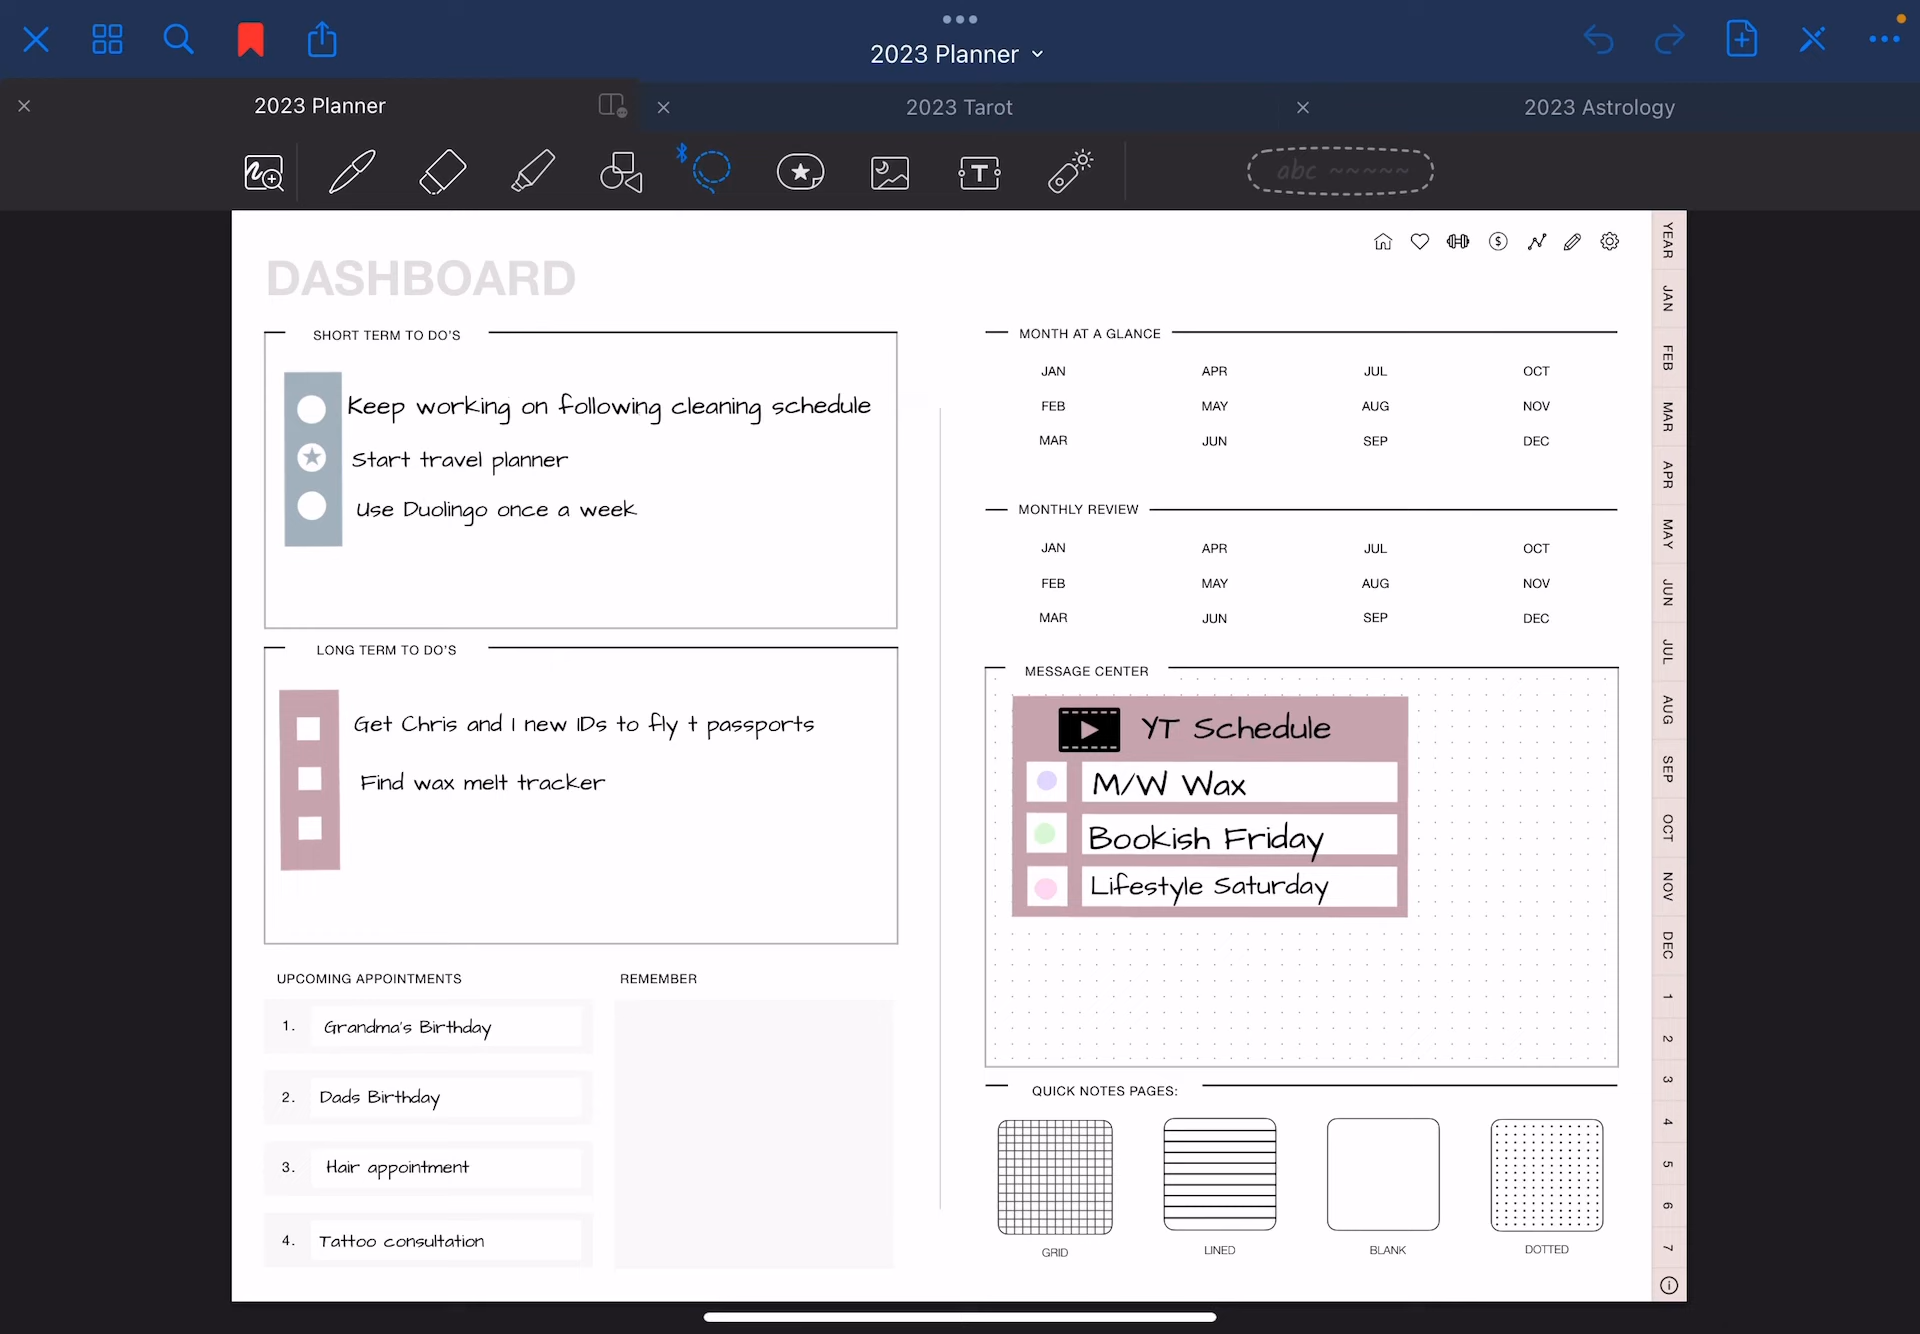 2023 Planner
2023 Planner
2023 Tarot
2023 Astrology
T
abc
DASHBOARD
SHORT TERM TO DO'S
Keep working on following cleaning schedule
Start travel planner
Use Duolingo once a week
LONG TERM TO DO'S
Get Chris and I new IDs to fly + passports
Find wax melt tracker
UPCOMING APPOINTMENTS
1. Grandma's Birthday
2. Dads Birthday
3. Hair appointment
4. Tattoo consultation
REMEMBER
$
MONTH AT A GLANCE
JAN APR JUL OCT
FEB MAY AUG NOV
MAR JUN SEP DEC
MONTHLY REVIEW
JAN APR JUL OCT
FEB MAY AUG NOV
MAR JUN SEP DEC
MESSAGE CENTER
YT Schedule
M/W Wax
Bookish Friday
Lifestyle Saturday
QUICK NOTES PAGES:
GRID
LINED
BLANK
DOTTED
YEAR
JAN
FEB
MAR
APR
MAY
JUN
JUL
AUG
SEP
OCT
NOV
DEC
1
2
3
4
5
6
7
i